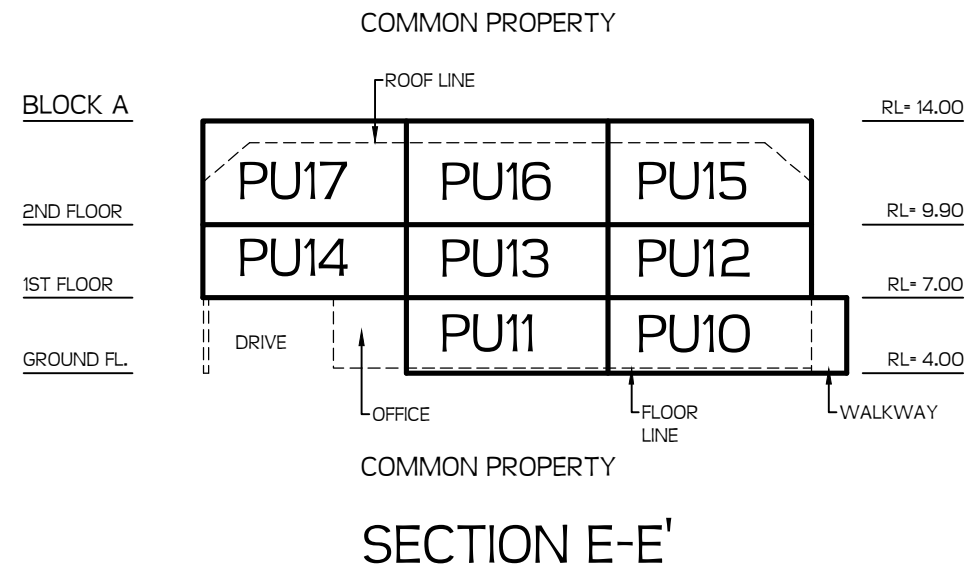 COMMON PROPERTY
ROOF LINE
BLOCK A
RL= 14.00
PU17
PU16
PU15
2ND FLOOR
RL= 9.90
PU14
PU13
PU12
1ST FLOOR
RL= 7.00
DRIVE
PU11
PU10
GROUND FL.
RL= 4.00
OFFICE
FLOOR
LINE
WALKWAY
COMMON PROPERTY
SECTION E-E'